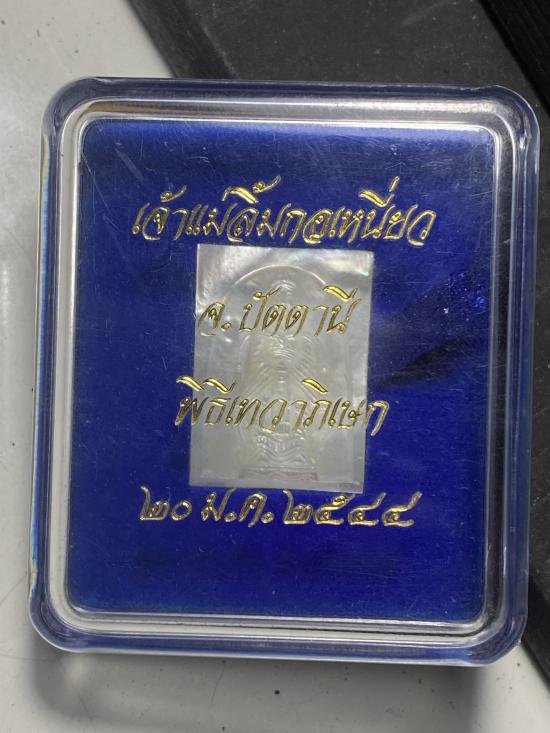 เจ้าแม่ลิ้มกอเหนี่ยว
จ.ปัตตานี
พิธีเทวาภิเษก
๒๐ ม.ค. ๒๕๔๔